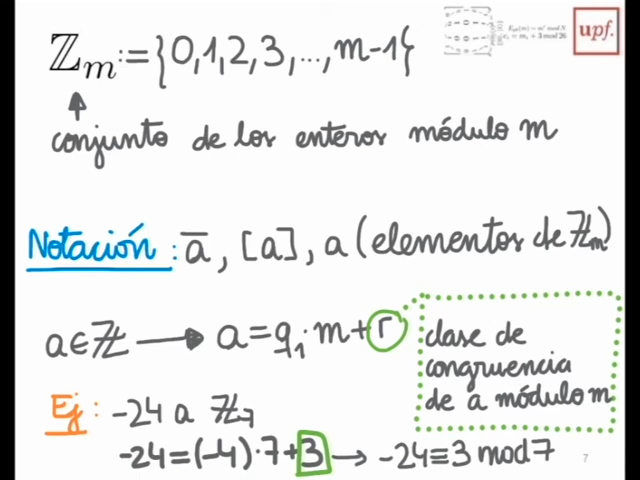 ℤₘ := {0,1,2,3,...,m-1}
upf.
conjunto de los enteros módulo m
Notación: a̅, [a], a (elementos de ℤₘ)
a∈ℤ → a = q₁·m + r
clase de
congruencia
de a módulo m
Ej: -24 a ℤ₇
-24 = (-4)·7 + 3 → -24 ≡ 3 mod 7
7